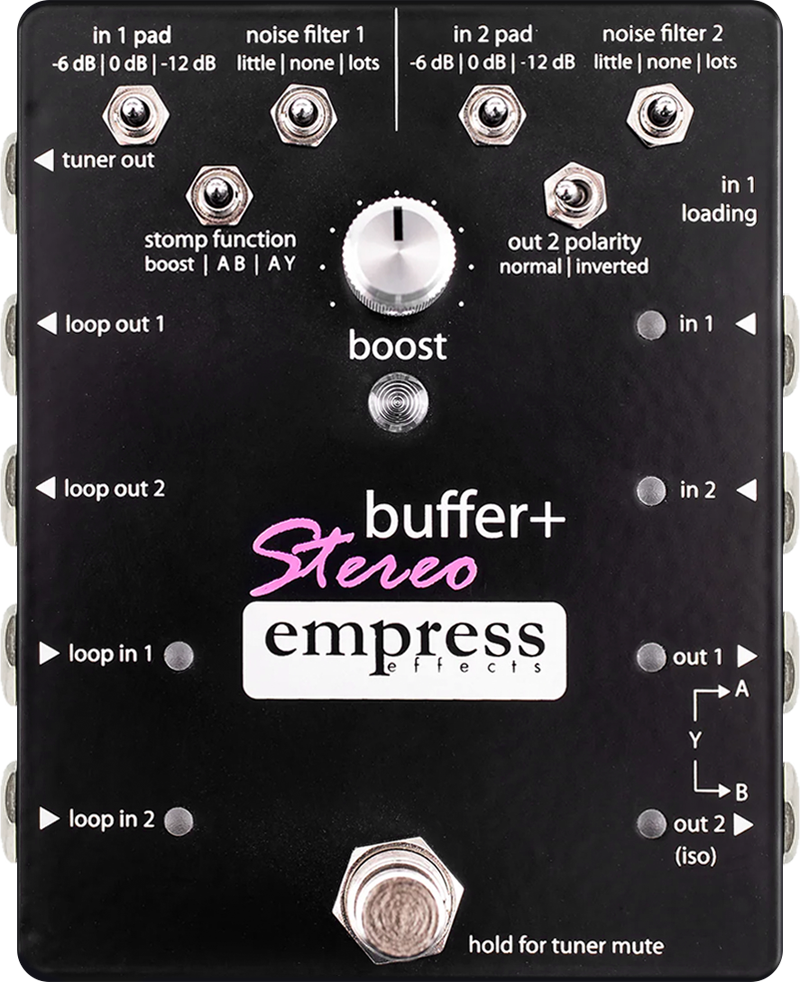 in 1 pad
-6 dB | 0 dB | -12 dB
noise filter 1
little | none | lots
in 2 pad
-6 dB | 0 dB | -12 dB
noise filter 2
little | none | lots
tuner out
in 1
loading
stomp function
boost | A B | A Y
out 2 polarity
normal | inverted
boost
loop out 1
in 1
loop out 2
in 2
buffer+
Stereo
empress
effects
loop in 1
out 1
A
Y
B
loop in 2
out 2
(iso)
hold for tuner mute